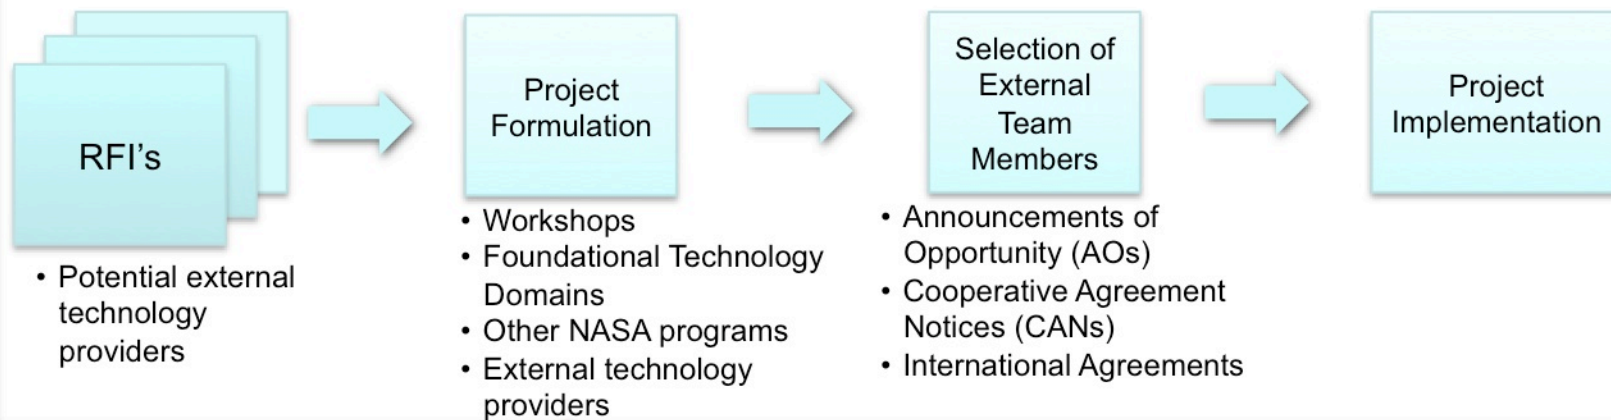 RFI's
• Potential external
technology
providers
Project
Formulation
• Workshops
• Foundational Technology
Domains
• Other NASA programs
• External technology
providers
Selection of
External
Team
Members
• Announcements of
Opportunity (AOs)
• Cooperative Agreement
Notices (CANs)
• International Agreements
Project
Implementation